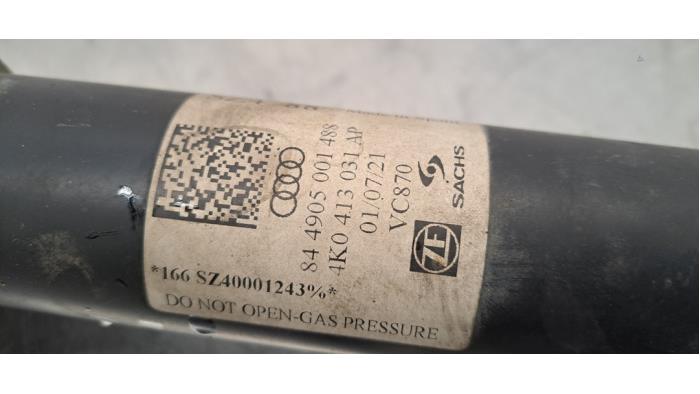 84 4905 001 488
4K0 413 031 AP
01/07/21
VC870
ZF
SACHS
*166 SZ40001243%*
DO NOT OPEN-GAS PRESSURE